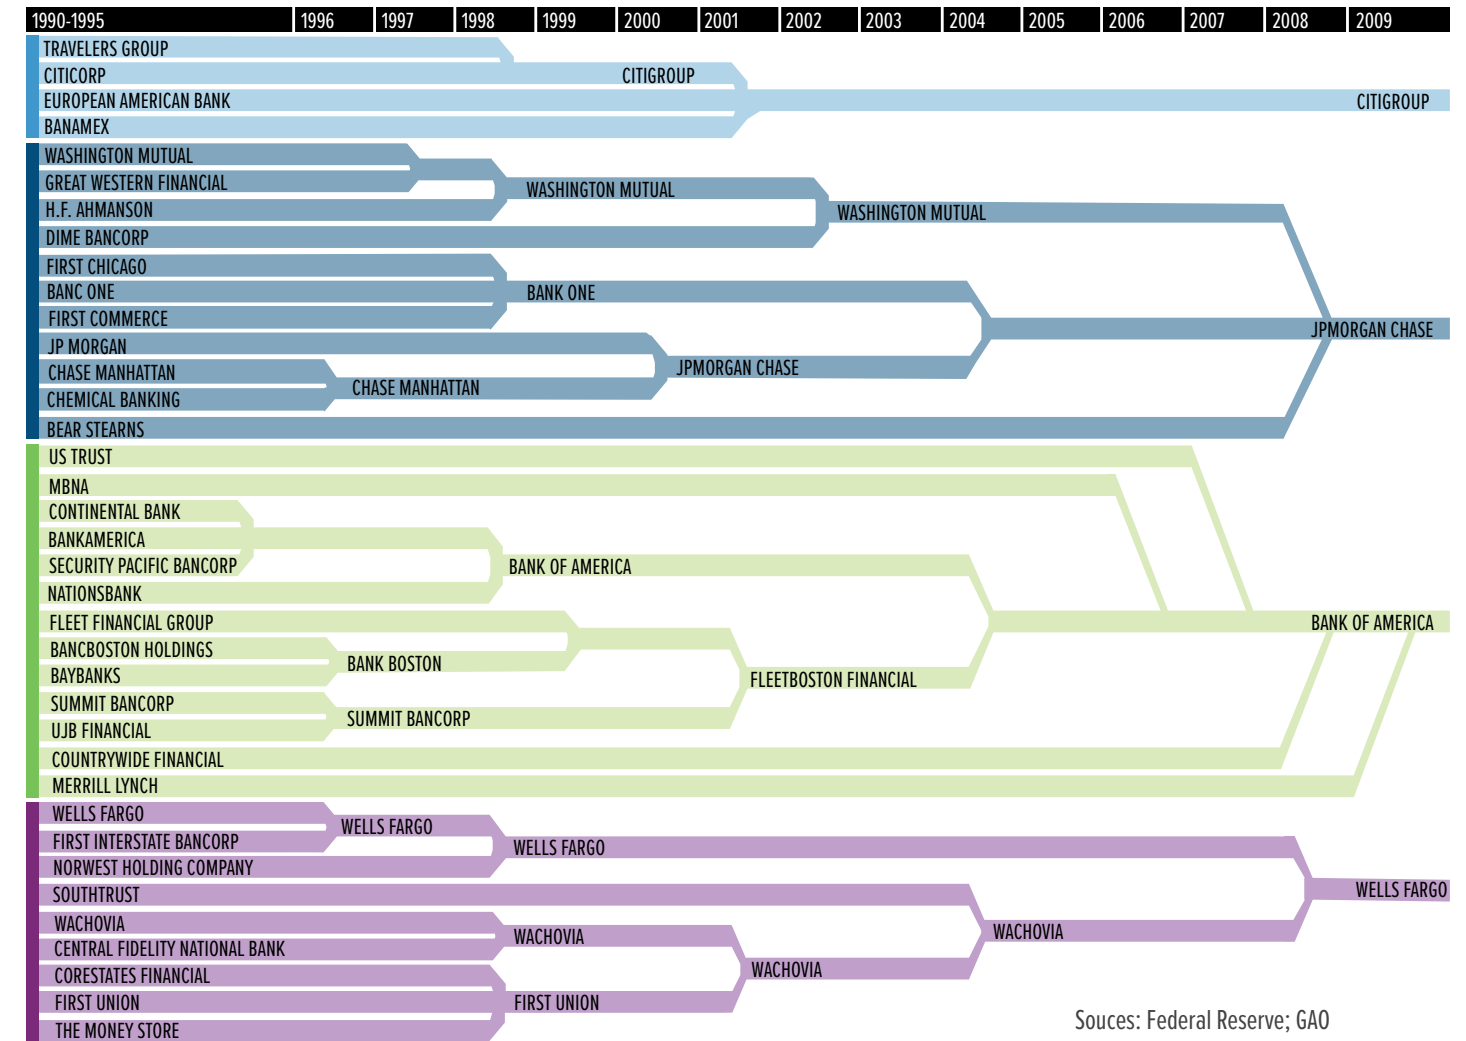 1990-1995 1996 1997 1998 1999 2000 2001 2002 2003 2004 2005 2006 2007 2008 2009
TRAVELERS GROUP
CITICORP CITIGROUP
EUROPEAN AMERICAN BANK CITIGROUP
BANAMEX
WASHINGTON MUTUAL
GREAT WESTERN FINANCIAL WASHINGTON MUTUAL
H.F. AHMANSON WASHINGTON MUTUAL
DIME BANCORP
FIRST CHICAGO
BANC ONE BANK ONE
FIRST COMMERCE JPMORGAN CHASE
JP MORGAN
CHASE MANHATTAN JPMORGAN CHASE
CHASE MANHATTAN
CHEMICAL BANKING
BEAR STEARNS
US TRUST
MBNA
CONTINENTAL BANK
BANKAMERICA
SECURITY PACIFIC BANCORP BANK OF AMERICA
NATIONSBANK
FLEET FINANCIAL GROUP BANK OF AMERICA
BANCBOSTON HOLDINGS
BANK BOSTON
BAYBANKS FLEETBOSTON FINANCIAL
SUMMIT BANCORP
SUMMIT BANCORP
UJB FINANCIAL
COUNTRYWIDE FINANCIAL
MERRILL LYNCH
WELLS FARGO
WELLS FARGO
FIRST INTERSTATE BANCORP WELLS FARGO
NORWEST HOLDING COMPANY
SOUTHTRUST WELLS FARGO
WACHOVIA WACHOVIA
WACHOVIA
CENTRAL FIDELITY NATIONAL BANK
CORESTATES FINANCIAL WACHOVIA
FIRST UNION FIRST UNION
THE MONEY STORE
Souces: Federal Reserve; GAO